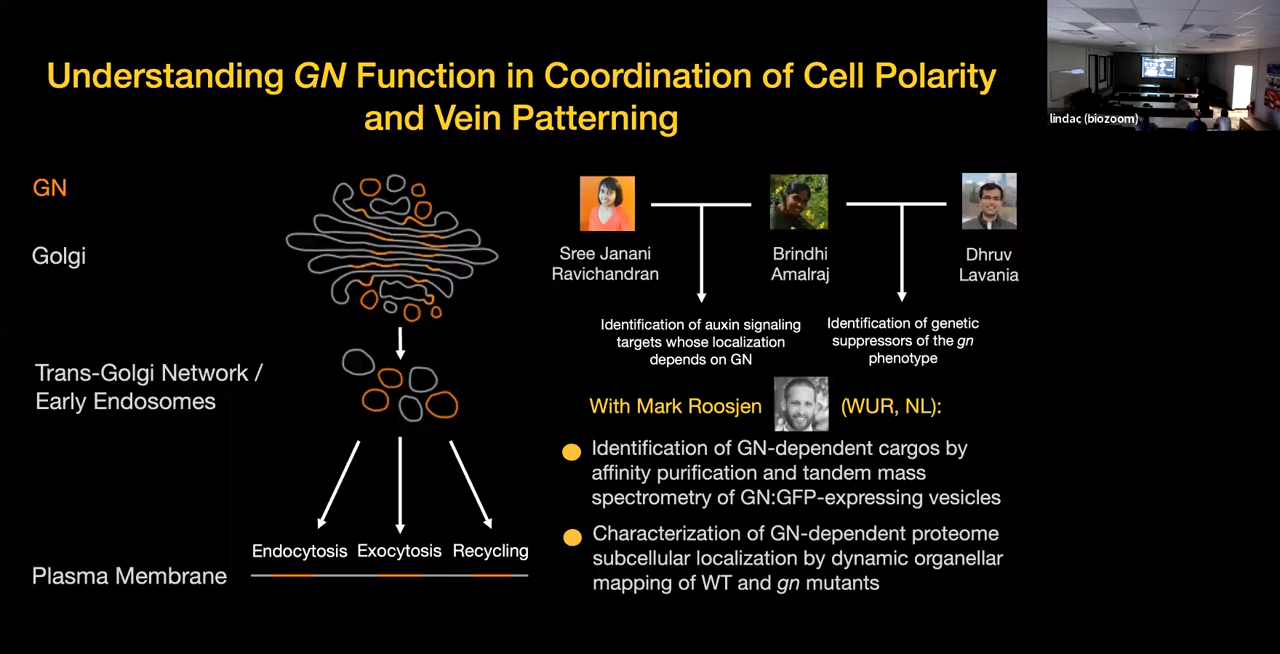 Understanding GN Function in Coordination of Cell Polarity
and Vein Patterning
lindac (biozoom)
GN
Golgi
Trans-Golgi Network /
Early Endosomes
Endocytosis Exocytosis Recycling
Plasma Membrane
Sree Janani
Ravichandran
Brindhi
Amalraj
Dhruv
Lavania
Identification of auxin signaling
targets whose localization
depends on GN
Identification of genetic
suppressors of the gn
phenotype
With Mark Roosjen (WUR, NL):
Identification of GN-dependent cargos by
affinity purification and tandem mass
spectrometry of GN:GFP-expressing vesicles
Characterization of GN-dependent proteome
subcellular localization by dynamic organellar
mapping of WT and gn mutants